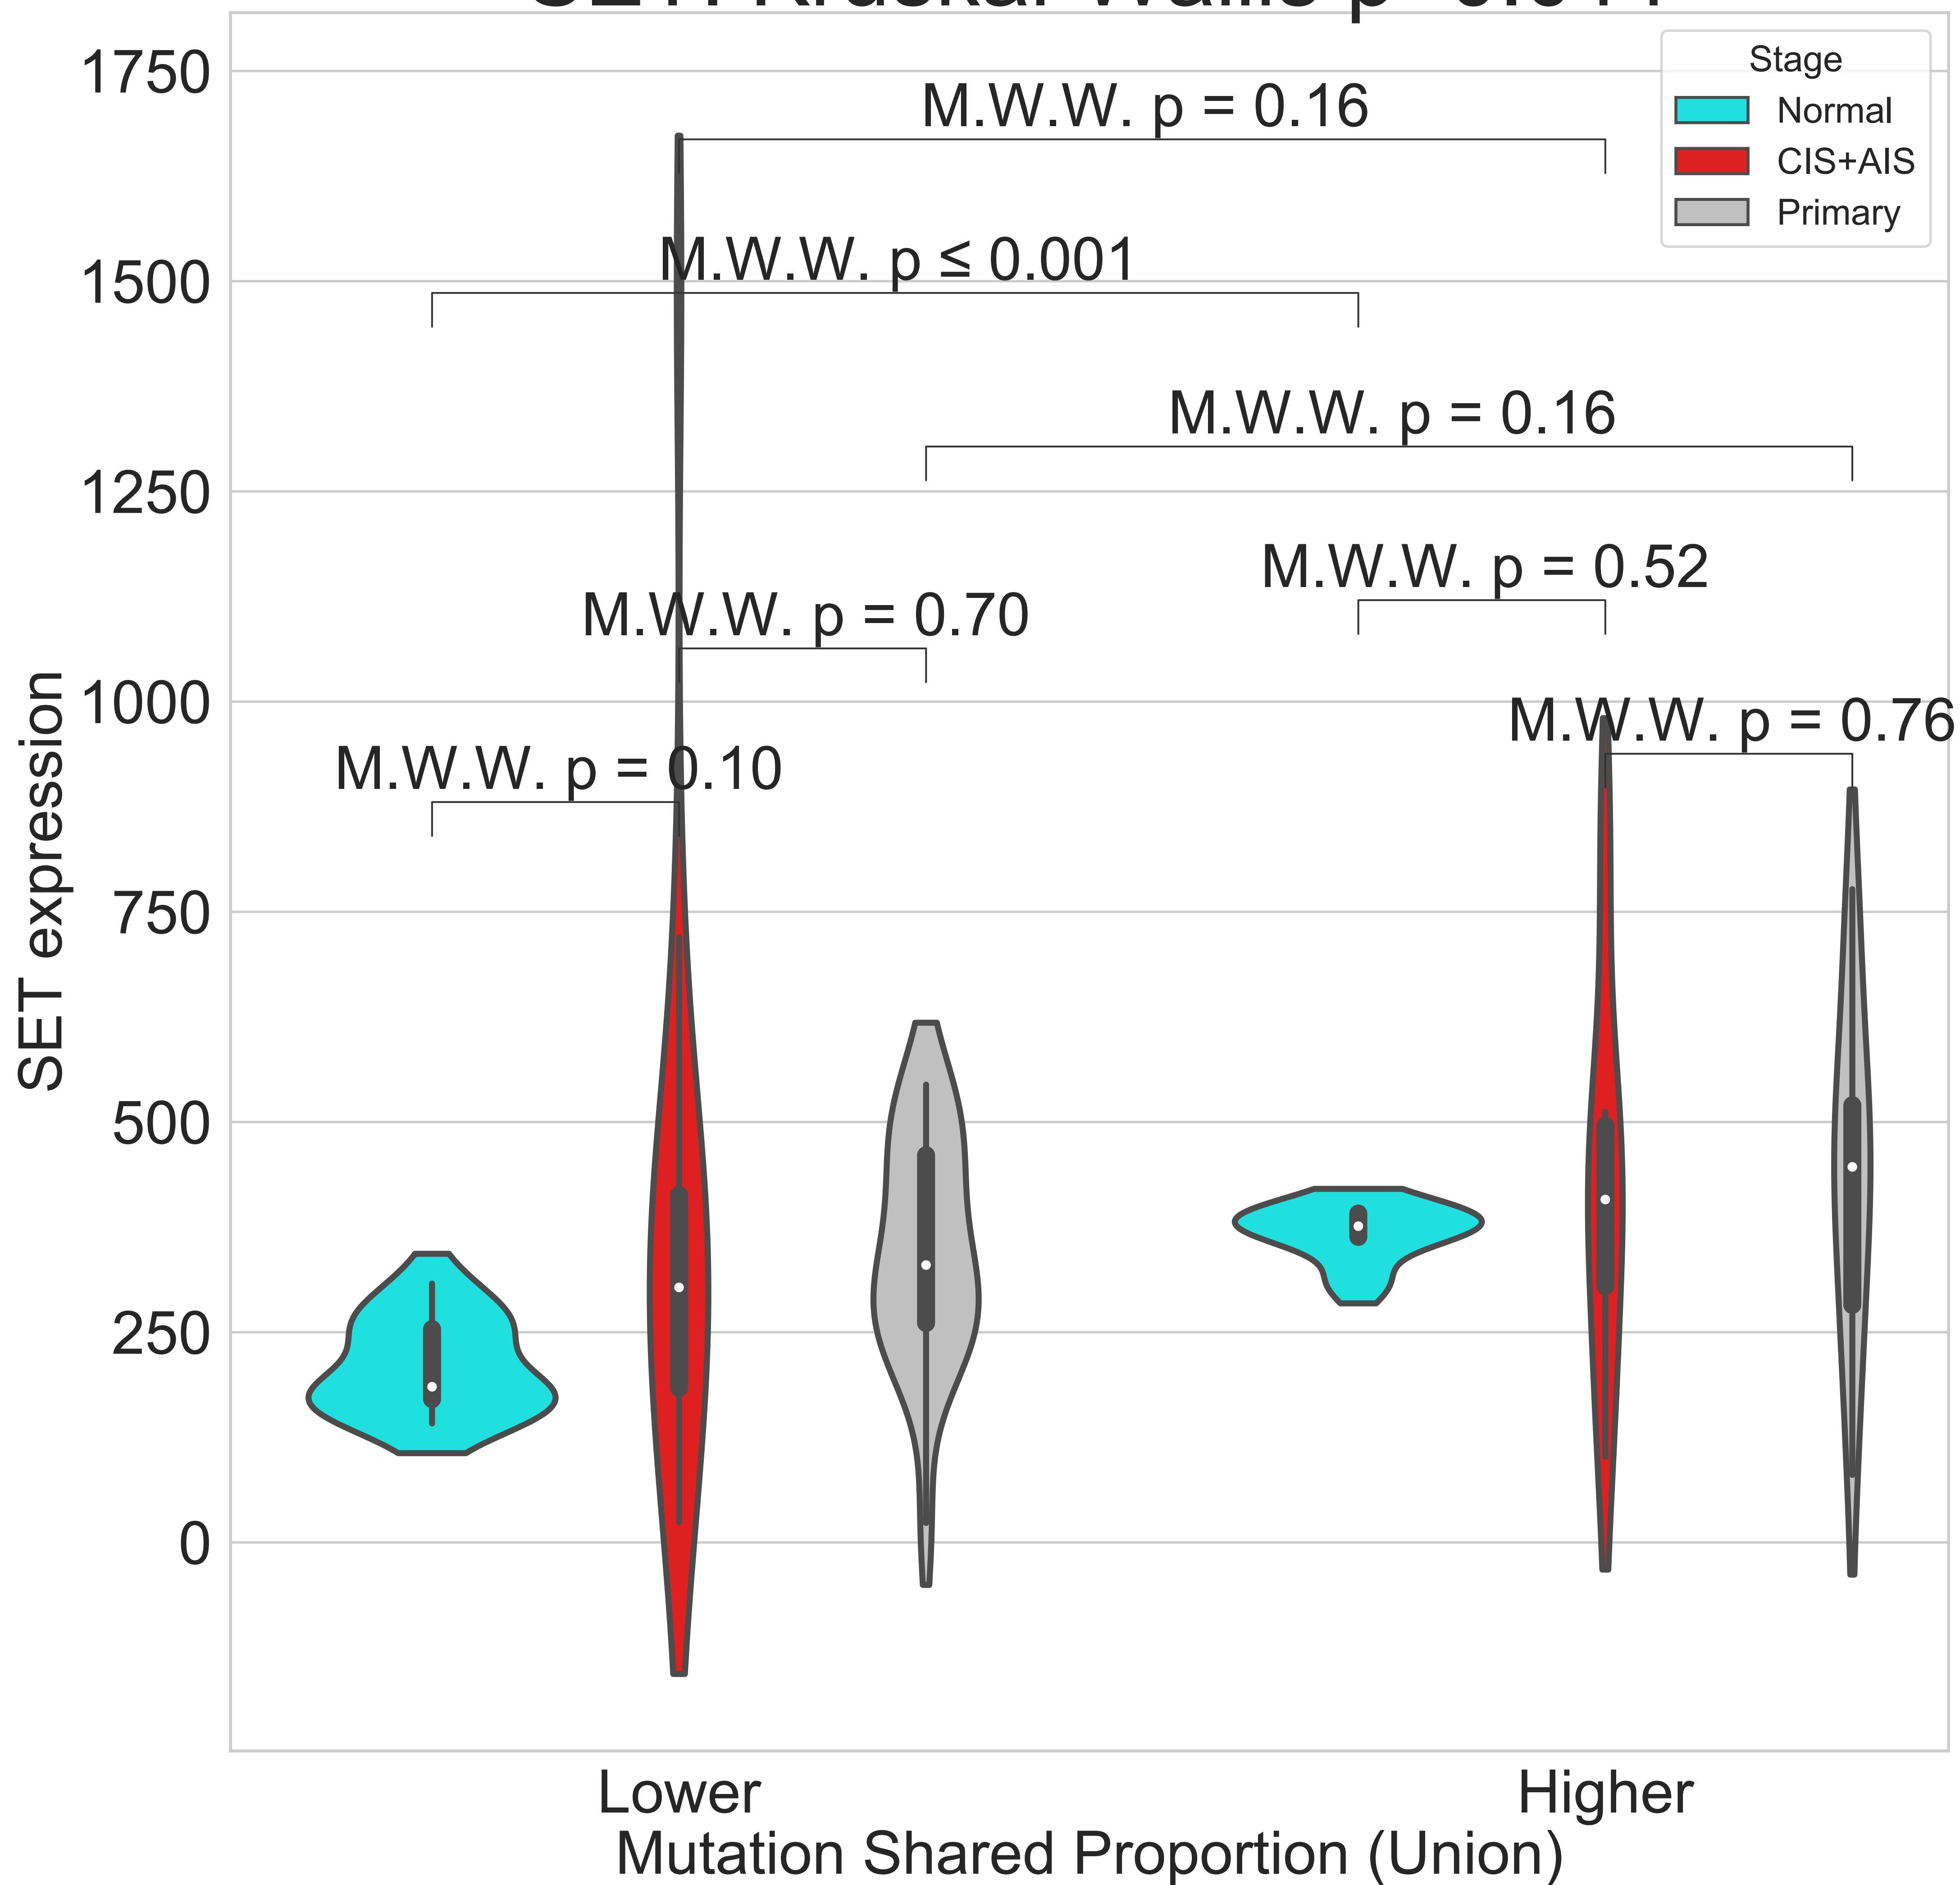 1750
1500
1250
1000
750
500
250
0
SET expression
Stage
Normal
CIS+AIS
Primary
M.W.W. p = 0.16
M.W.W. p ≤ 0.001
M.W.W. p = 0.16
M.W.W. p = 0.52
M.W.W. p = 0.70
M.W.W. p = 0.76
M.W.W. p = 0.10
Lower
Higher
Mutation Shared Proportion (Union)